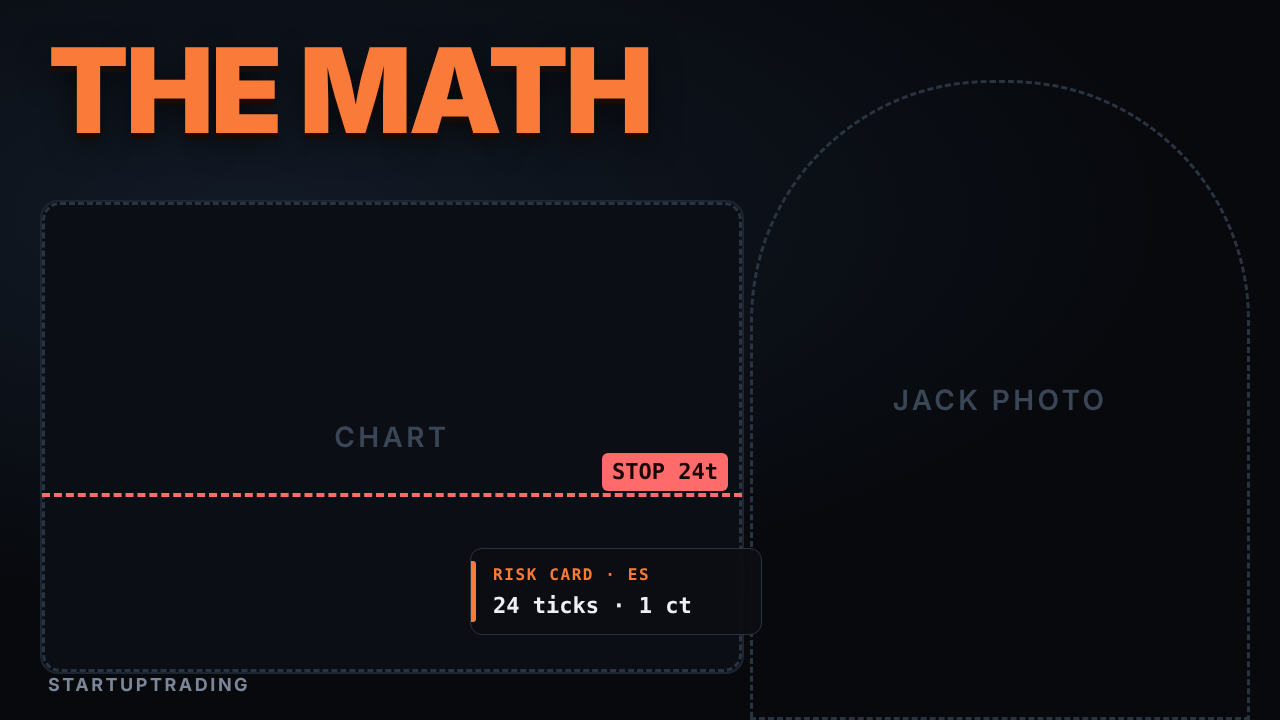 THE MATH
CHART
JACK PHOTO
STOP 24t
RISK CARD · ES
24 ticks · 1 ct
STARTUPTRADING